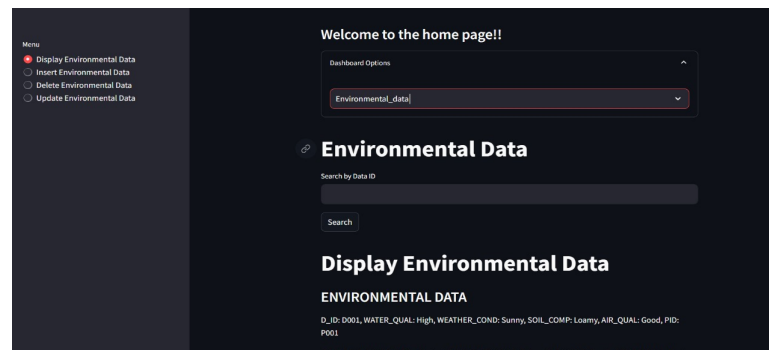 Menu
Display Environmental Data
Insert Environmental Data
Delete Environmental Data
Update Environmental Data
Welcome to the home page!!
Dashboard Options
Environmental_data
Environmental Data
Search by Data ID
Search
Display Environmental Data
ENVIRONMENTAL DATA
D_ID: D001, WATER_QUAL: High, WEATHER_COND: Sunny, SOIL_COMP: Loamy, AIR_QUAL: Good, PID:
P001